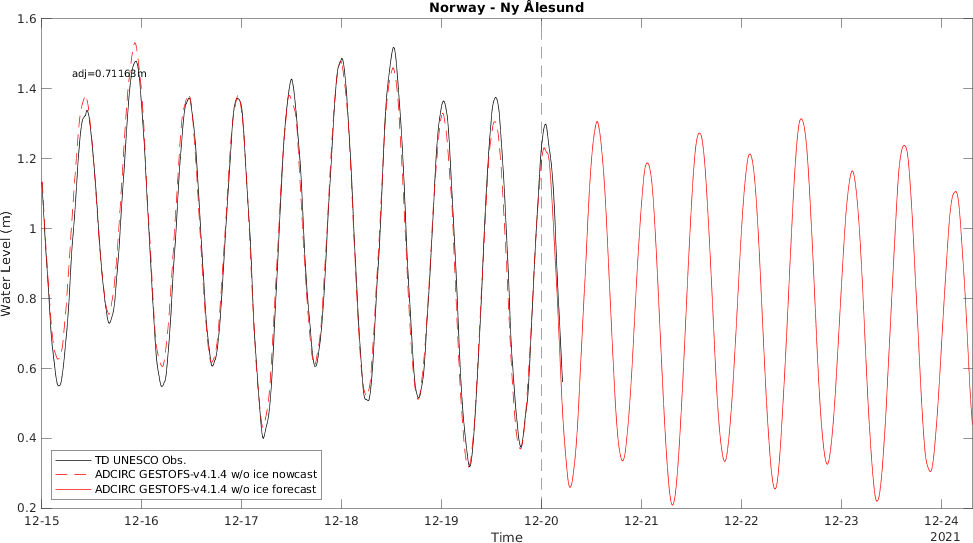 Norway - Ny Ålesund
1.6
adj=0.71163m
1.4
1.2
1
0.8
0.6
0.4
0.2
Water Level (m)
TD UNESCO Obs.
ADCIRC GESTOFS-v4.1.4 w/o ice nowcast
ADCIRC GESTOFS-v4.1.4 w/o ice forecast
12-15 12-16 12-17 12-18 12-19 12-20 12-21 12-22 12-23 12-24
Time
2021